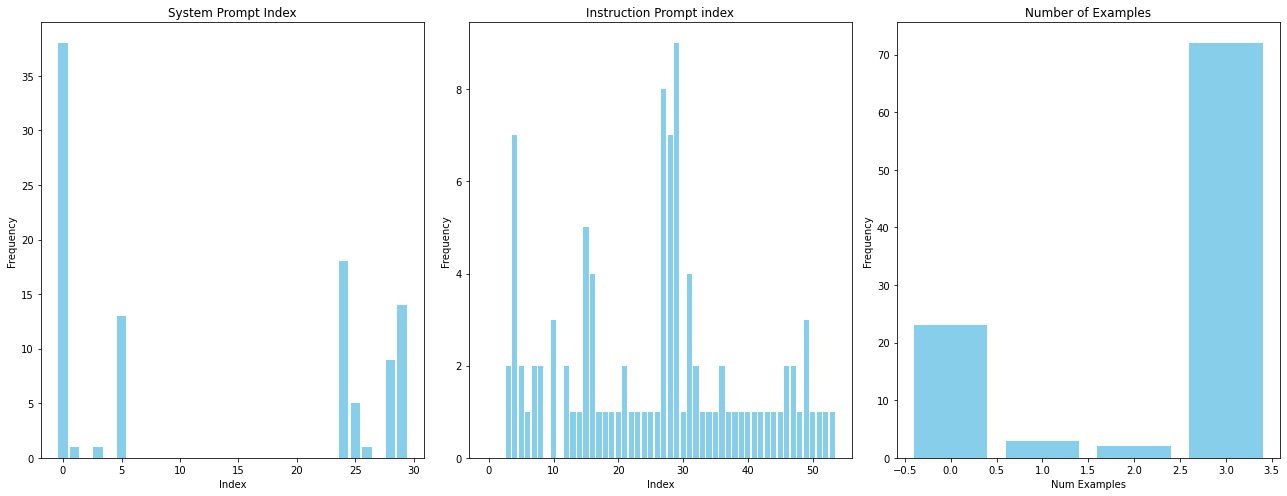 System Prompt Index
Frequency
35
30
25
20
15
10
5
0
0 5 10 15 20 25 30
Index
Instruction Prompt index
Frequency
8
6
4
2
0
0 10 20 30 40 50
Index
Number of Examples
Frequency
70
60
50
40
30
20
10
0
−0.5 0.0 0.5 1.0 1.5 2.0 2.5 3.0 3.5
Num Examples